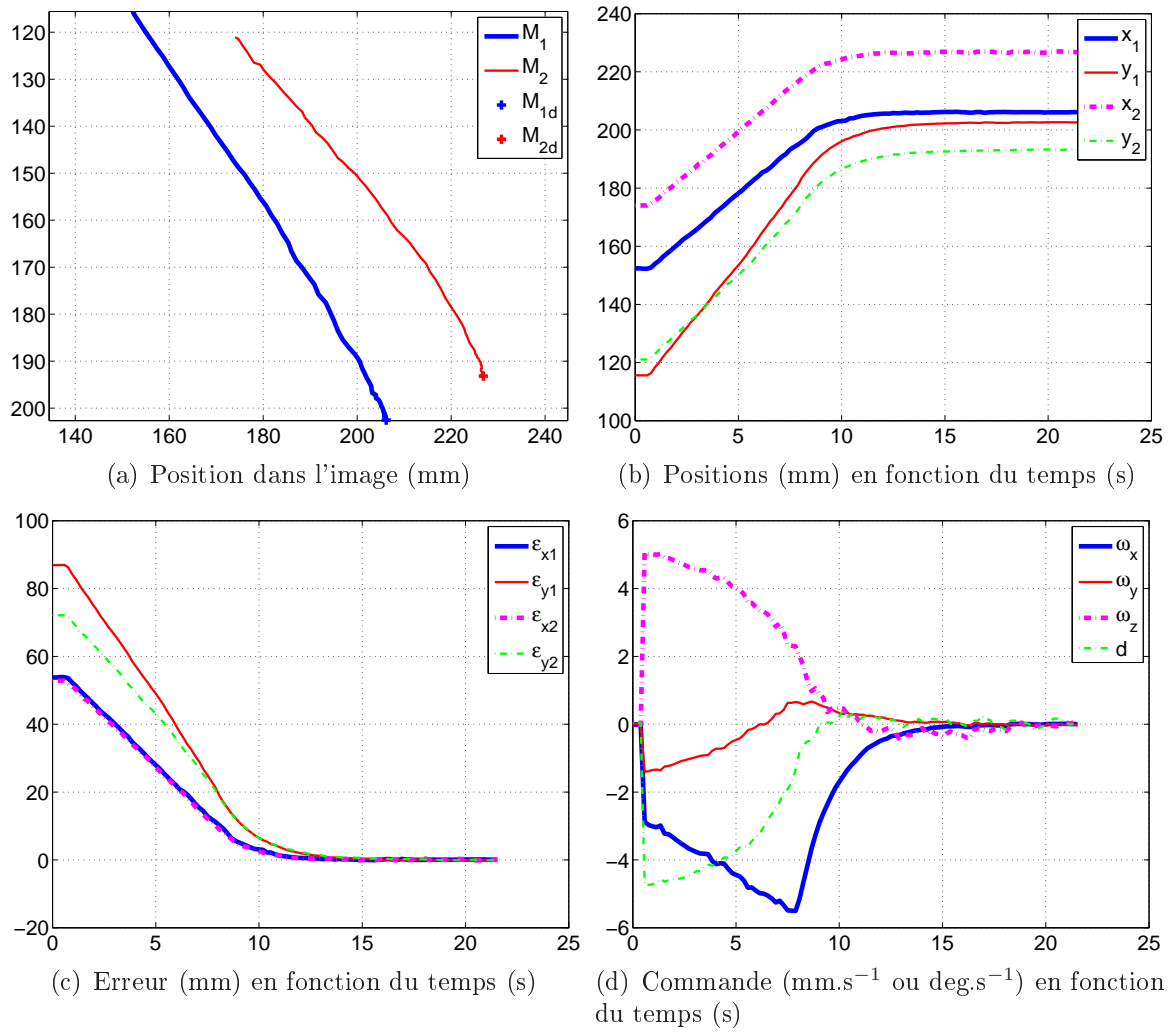 120
130
140
150
160
170
180
190
200
140
160
180
200
220
240
M1
M2
M1d
M2d
(a) Position dans l'image (mm)
240
220
200
180
160
140
120
100
0
5
10
15
20
25
x1
y1
x2
y2
(b) Positions (mm) en fonction du temps (s)
100
80
60
40
20
0
−20
0
5
10
15
20
25
εx1
εy1
εx2
εy2
(c) Erreur (mm) en fonction du temps (s)
6
4
2
0
−2
−4
−6
0
5
10
15
20
25
ωx
ωy
ωz
d
(d) Commande (mm.s−1 ou deg.s−1) en fonction
du temps (s)